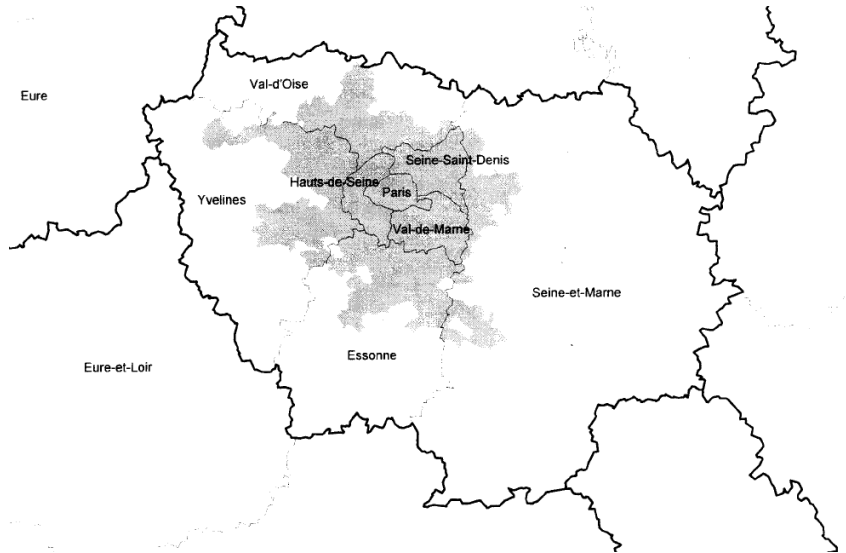 Val-d'Oise
Eure
Seine-Saint-Denis
Hauts-de-Seine
Paris
Yvelines
Val-de-Marne
Seine-et-Marne
Essonne
Eure-et-Loir